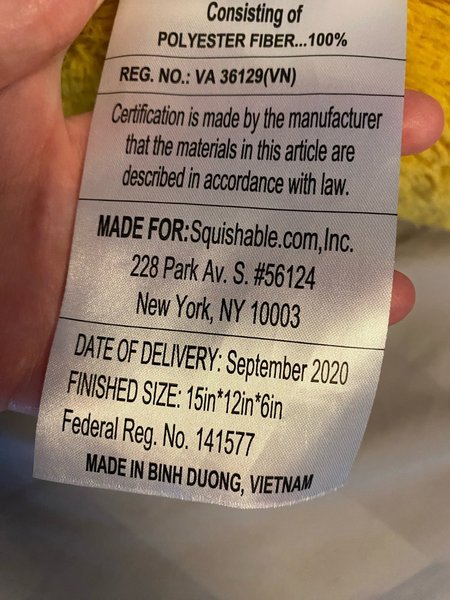 Consisting of
POLYESTER FIBER...100%
REG. NO.: VA 36129(VN)
Certification is made by the manufacturer
that the materials in this article are
described in accordance with law.
MADE FOR:Squishable.com,Inc.
228 Park Av. S. #56124
New York, NY 10003
DATE OF DELIVERY: September 2020
FINISHED SIZE: 15in*12in*6in
Federal Reg. No. 141577
MADE IN BINH DUONG, VIETNAM